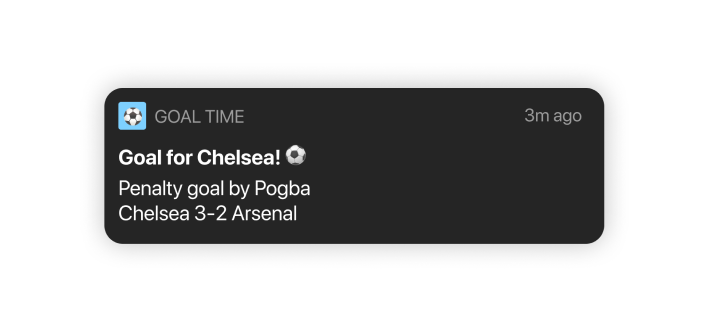 GOAL TIME 3m ago
Goal for Chelsea! ⚽
Penalty goal by Pogba
Chelsea 3-2 Arsenal